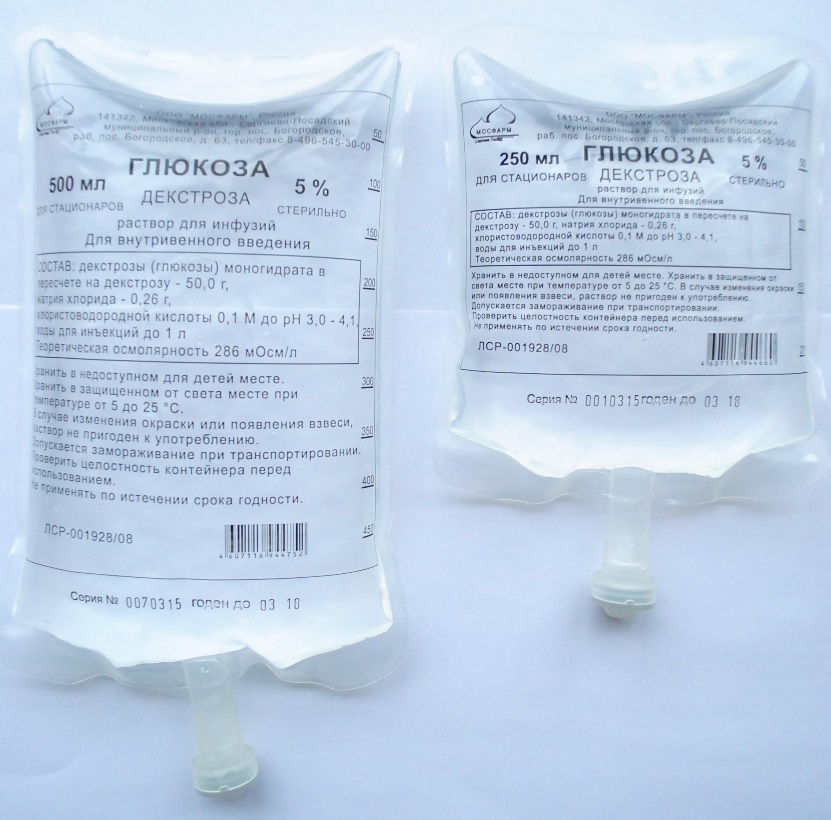 МОСФАРМ
ООО "МОСФАРМ", Россия
141342, Московская обл., Сергиево-Посадский
муниципальный р-он, гор. пос. Богородское,
раб. пос. Богородское, д. 63, тел/факс 8-496-545-30-00
ГЛЮКОЗА
500 мл
ДЕКСТРОЗА
5 %
ДЛЯ СТАЦИОНАРОВ
СТЕРИЛЬНО
раствор для инфузий
Для внутривенного введения
СОСТАВ: декстрозы (глюкозы) моногидрата в
пересчете на декстрозу - 50,0 г,
натрия хлорида - 0,26 г,
хлористоводородной кислоты 0,1 М до pH 3,0 - 4,1,
воды для инъекций до 1 л
Теоретическая осмолярность 286 мОсм/л
Хранить в недоступном для детей месте.
Хранить в защищенном от света месте при
температуре от 5 до 25 °С.
В случае изменения окраски или появления взвеси,
раствор не пригоден к употреблению.
Допускается замораживание при транспортировании.
Проверить целостность контейнера перед
использованием.
Не применять по истечении срока годности.
ЛСР-001928/08
4 607116 944752
50
100
150
200
250
300
350
400
450
Серия № 0070315 годен до 03 18
МОСФАРМ
ООО "МОСФАРМ", Россия
141342, Московская обл., Сергиево-Посадский
муниципальный р-он, гор. пос. Богородское,
раб. пос. Богородское, д. 63, тел/факс 8-496-545-30-00
250 мл ГЛЮКОЗА 5 %
ДЛЯ СТАЦИОНАРОВ ДЕКСТРОЗА СТЕРИЛЬНО
раствор для инфузий
Для внутривенного введения
СОСТАВ: декстрозы (глюкозы) моногидрата в пересчете на
декстрозу - 50,0 г, натрия хлорида - 0,26 г,
хлористоводородной кислоты 0,1 М до pH 3,0 - 4,1,
воды для инъекций до 1 л
Теоретическая осмолярность 286 мОсм/л
Хранить в недоступном для детей месте. Хранить в защищенном от
света месте при температуре от 5 до 25 °С. В случае изменения окраски
или появления взвеси, раствор не пригоден к употреблению.
Допускается замораживание при транспортировании.
Проверить целостность контейнера перед использованием.
Не применять по истечении срока годности.
ЛСР-001928/08
50
Серия № 0010315 годен до 03 18